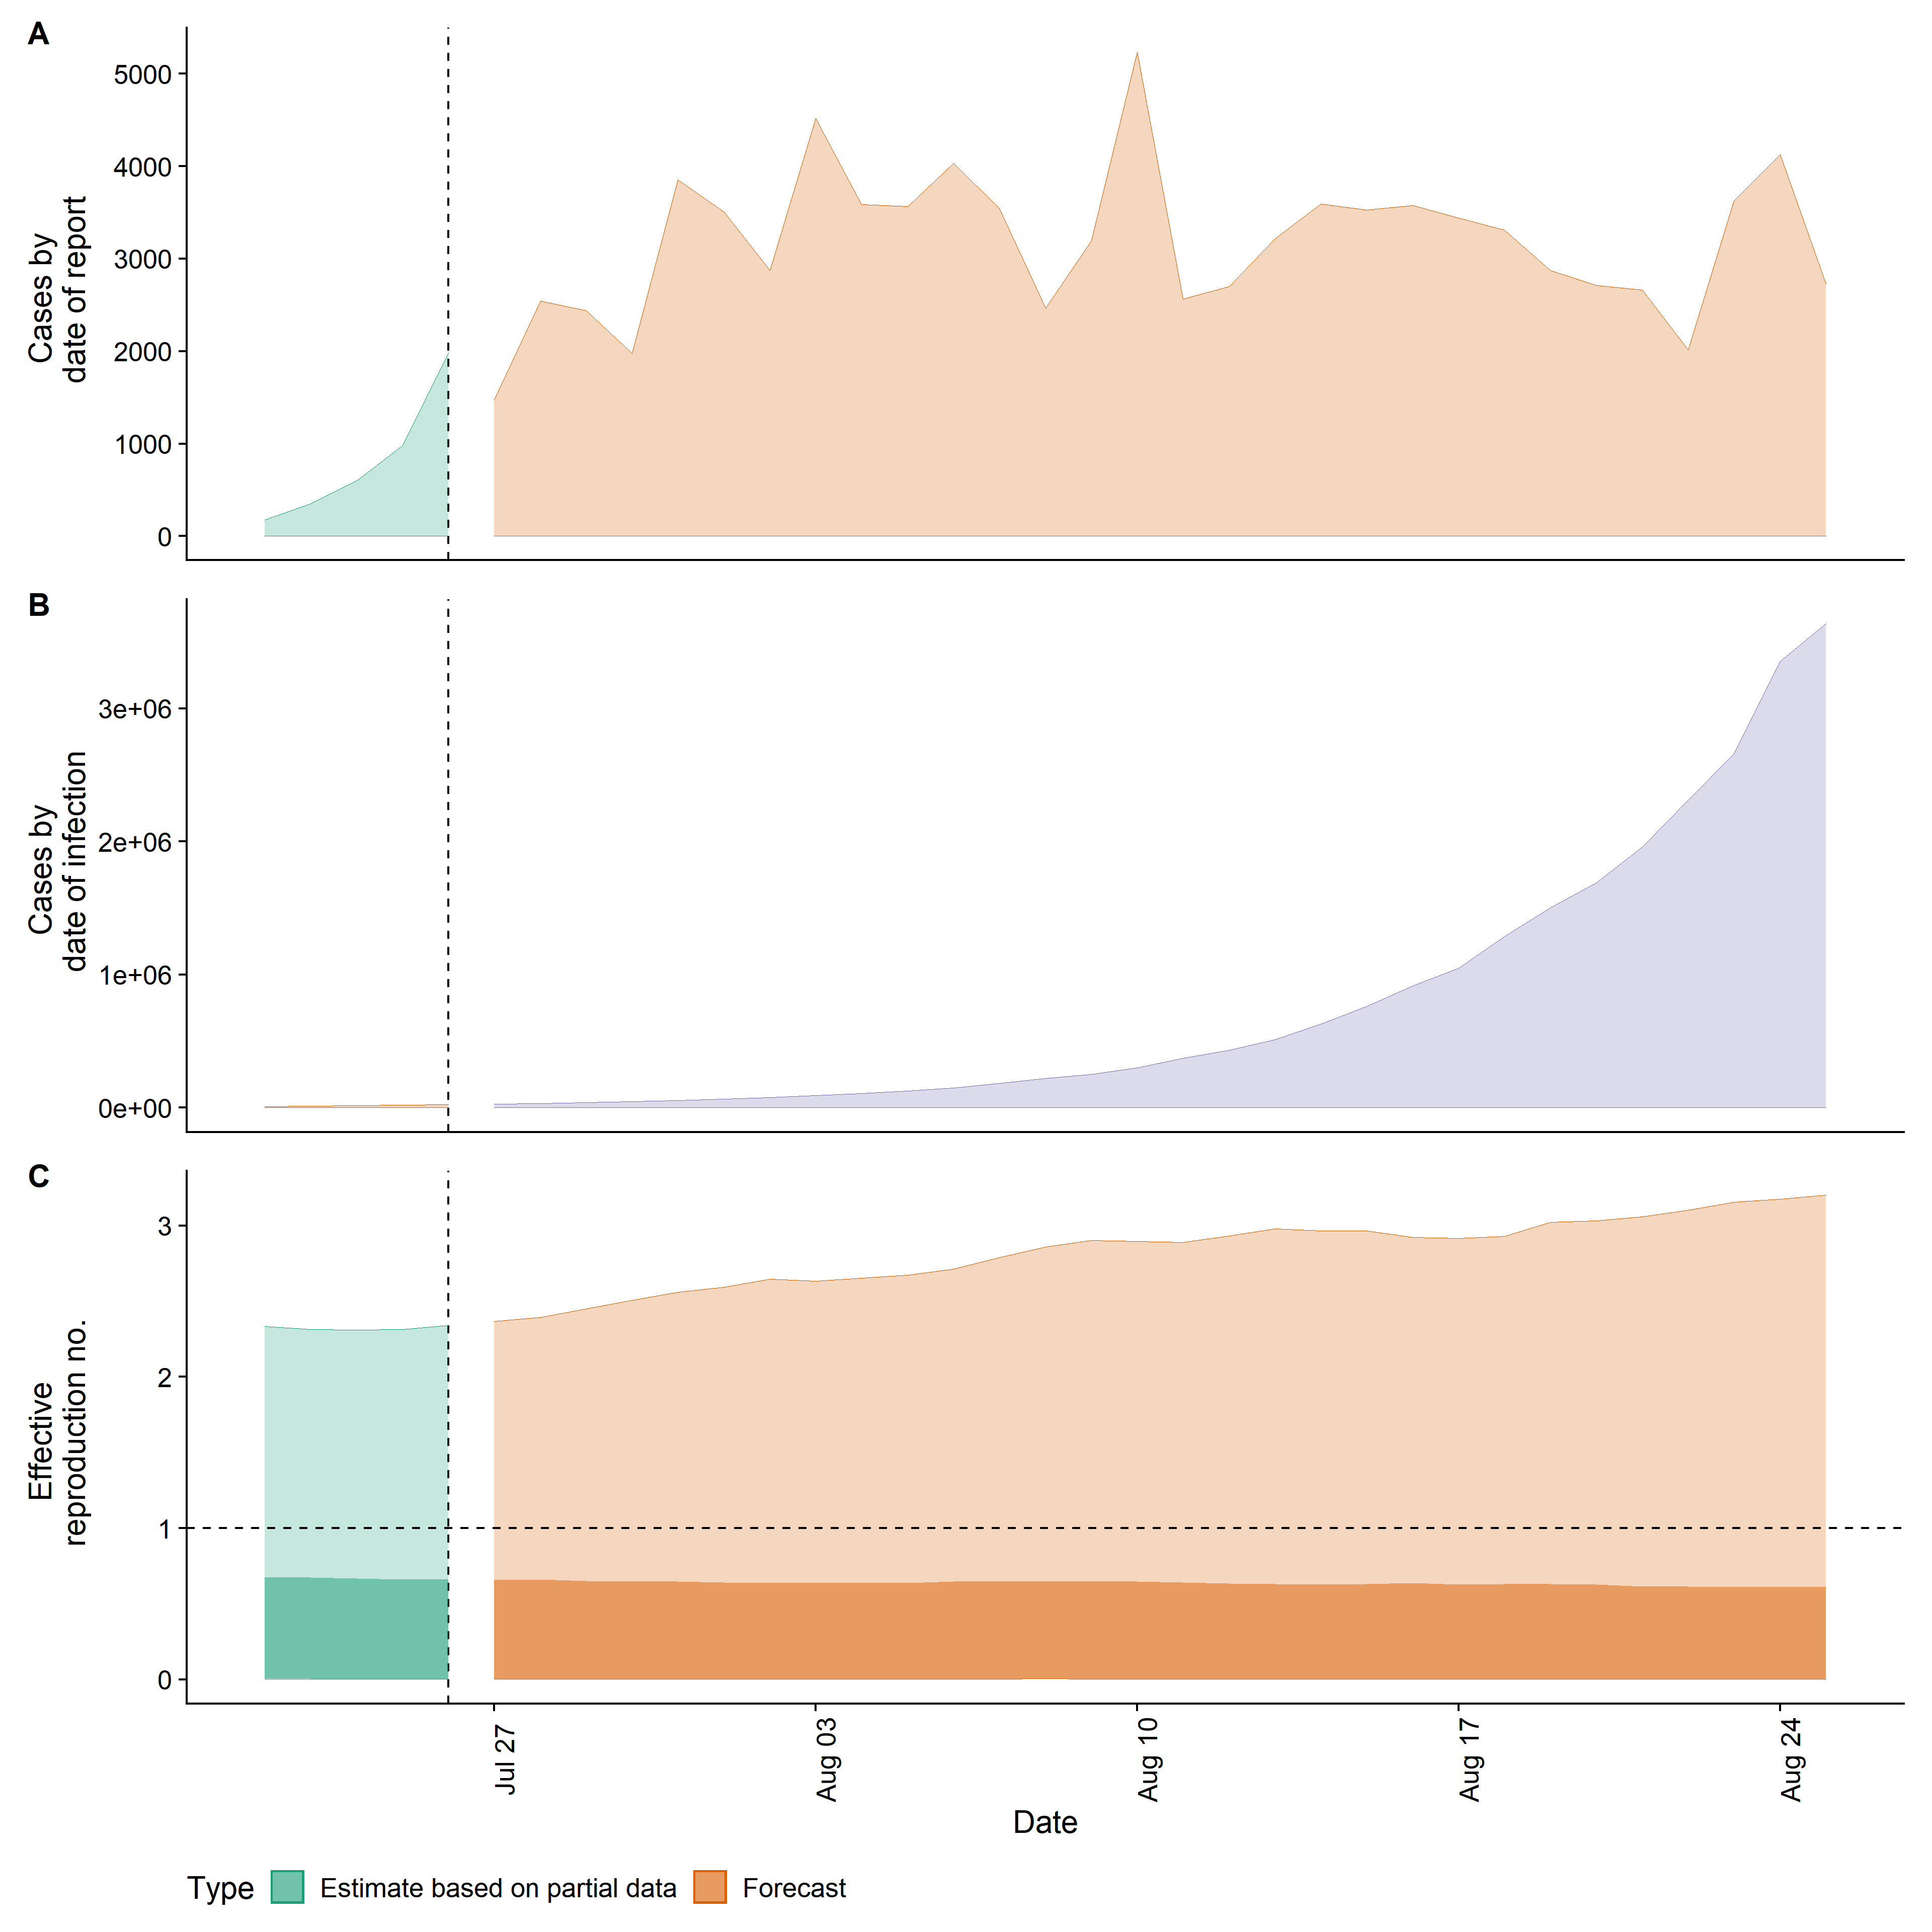 A
Cases by
date of report
5000
4000
3000
2000
1000
0
B
Cases by
date of infection
3e+06
2e+06
1e+06
0e+00
C
Effective
reproduction no.
3
2
1
0
Jul 27
Aug 03
Aug 10
Aug 17
Aug 24
Date
Type Estimate based on partial data Forecast